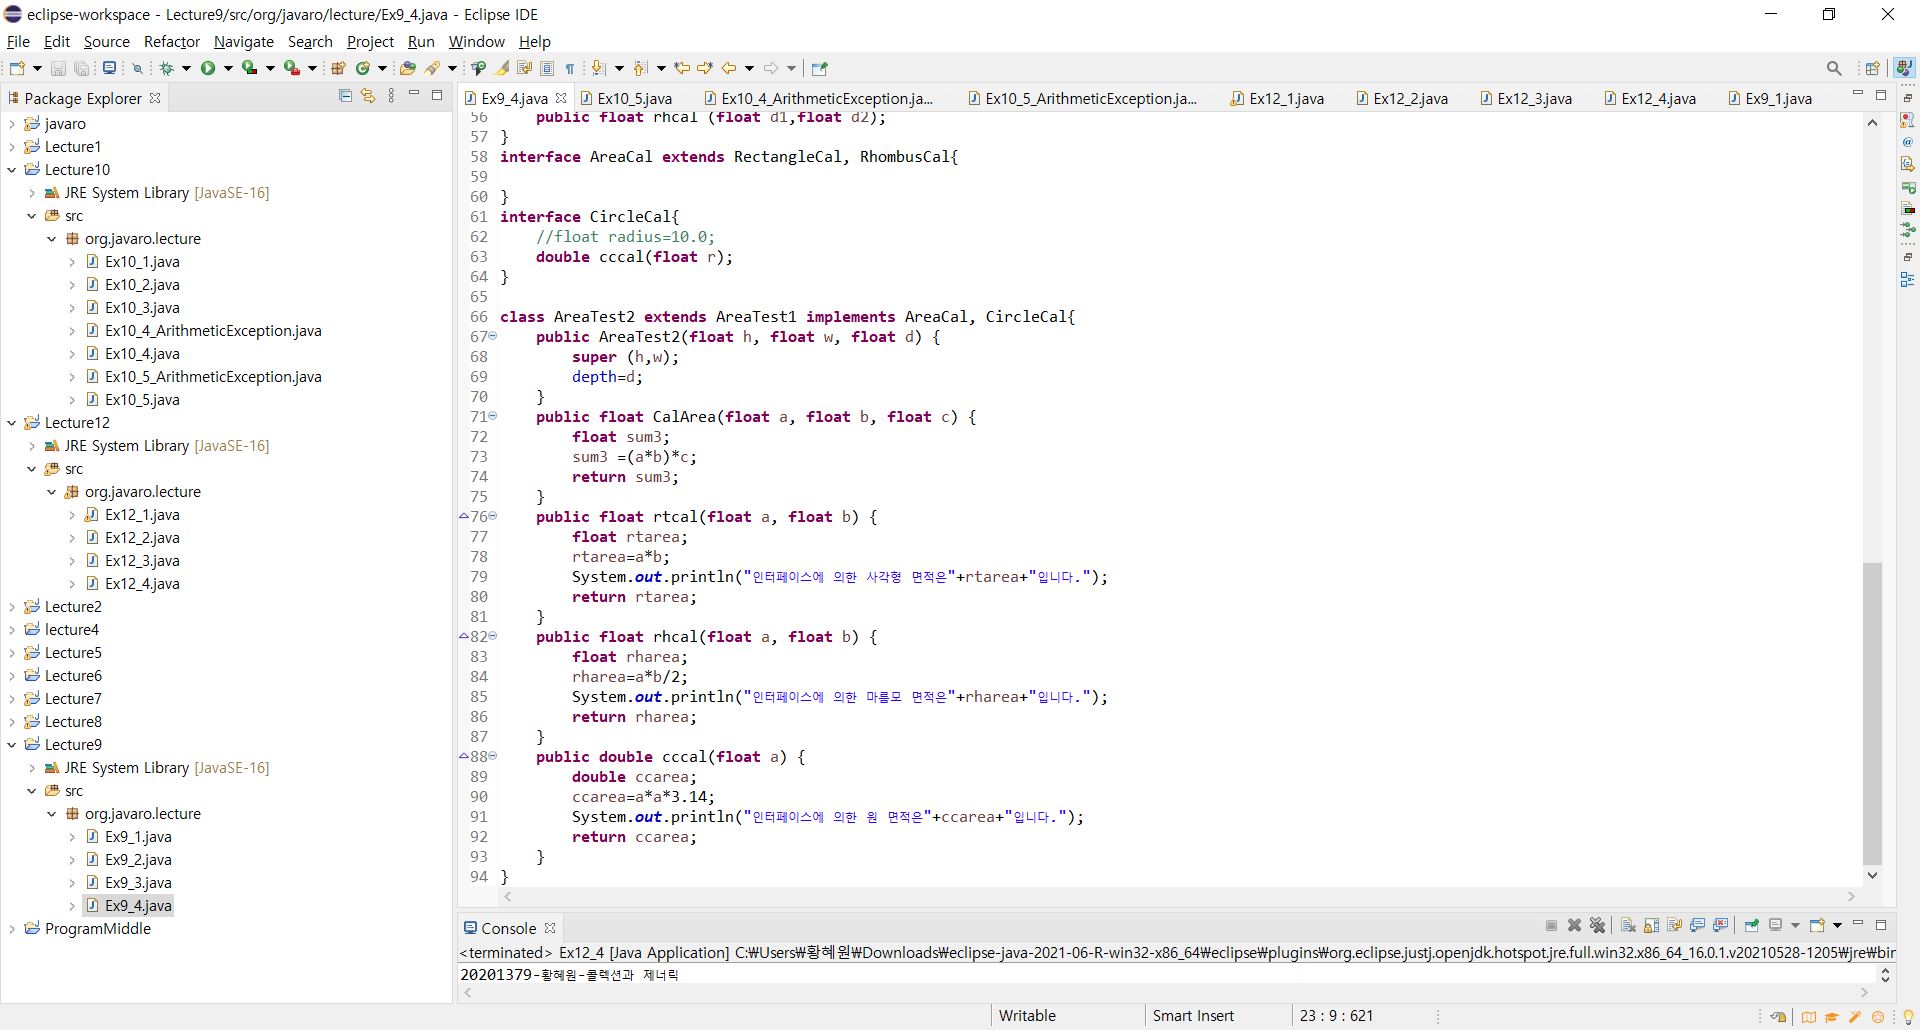 eclipse-workspace - Lecture9/src/org/javaro/lecture/Ex9_4.java - Eclipse IDE
File Edit Source Refactor Navigate Search Project Run Window Help
Package Explorer
javaro
Lecture1
Lecture10
JRE System Library [JavaSE-16]
src
org.javaro.lecture
Ex10_1.java
Ex10_2.java
Ex10_3.java
Ex10_4_ArithmeticException.java
Ex10_4.java
Ex10_5_ArithmeticException.java
Ex10_5.java
Lecture12
JRE System Library [JavaSE-16]
src
org.javaro.lecture
Ex12_1.java
Ex12_2.java
Ex12_3.java
Ex12_4.java
Lecture2
lecture4
Lecture5
Lecture6
Lecture7
Lecture8
Lecture9
JRE System Library [JavaSE-16]
src
org.javaro.lecture
Ex9_1.java
Ex9_2.java
Ex9_3.java
Ex9_4.java
ProgramMiddle
Ex9_4.java Ex10_5.java Ex10_4_ArithmeticException.ja... Ex10_5_ArithmeticException.ja... Ex12_1.java Ex12_2.java Ex12_3.java Ex12_4.java Ex9_1.java
56 public float rhcal (float d1,float d2);
57 }
58 interface AreaCal extends RectangleCal, RhombusCal{
59
60 }
61 interface CircleCal{
62 //float radius=10.0;
63 double cccal(float r);
64 }
65
66 class AreaTest2 extends AreaTest1 implements AreaCal, CircleCal{
67 public AreaTest2(float h, float w, float d) {
68 super (h,w);
69 depth=d;
70 }
71 public float CalArea(float a, float b, float c) {
72 float sum3;
73 sum3 =(a*b)*c;
74 return sum3;
75 }
76 public float rtcal(float a, float b) {
77 float rtarea;
78 rtarea=a*b;
79 System.out.println("인터페이스에 의한 사각형 면적은"+rtarea+"입니다.");
80 return rtarea;
81 }
82 public float rhcal(float a, float b) {
83 float rharea;
84 rharea=a*b/2;
85 System.out.println("인터페이스에 의한 마름모 면적은"+rharea+"입니다.");
86 return rharea;
87 }
88 public double cccal(float a) {
89 double ccarea;
90 ccarea=a*a*3.14;
91 System.out.println("인터페이스에 의한 원 면적은"+ccarea+"입니다.");
92 return ccarea;
93 }
94 }
Console
<terminated> Ex12_4 [Java Application] C:₩Users₩황혜원₩Downloads₩eclipse-java-2021-06-R-win32-x86_64₩eclipse₩plugins₩org.eclipse.justj.openjdk.hotspot.jre.full.win32.x86_64_16.0.1.v20210528-1205₩jre₩bin
20201379-황혜원-콜렉션과 제너릭
Writable Smart Insert 23 : 9 : 621